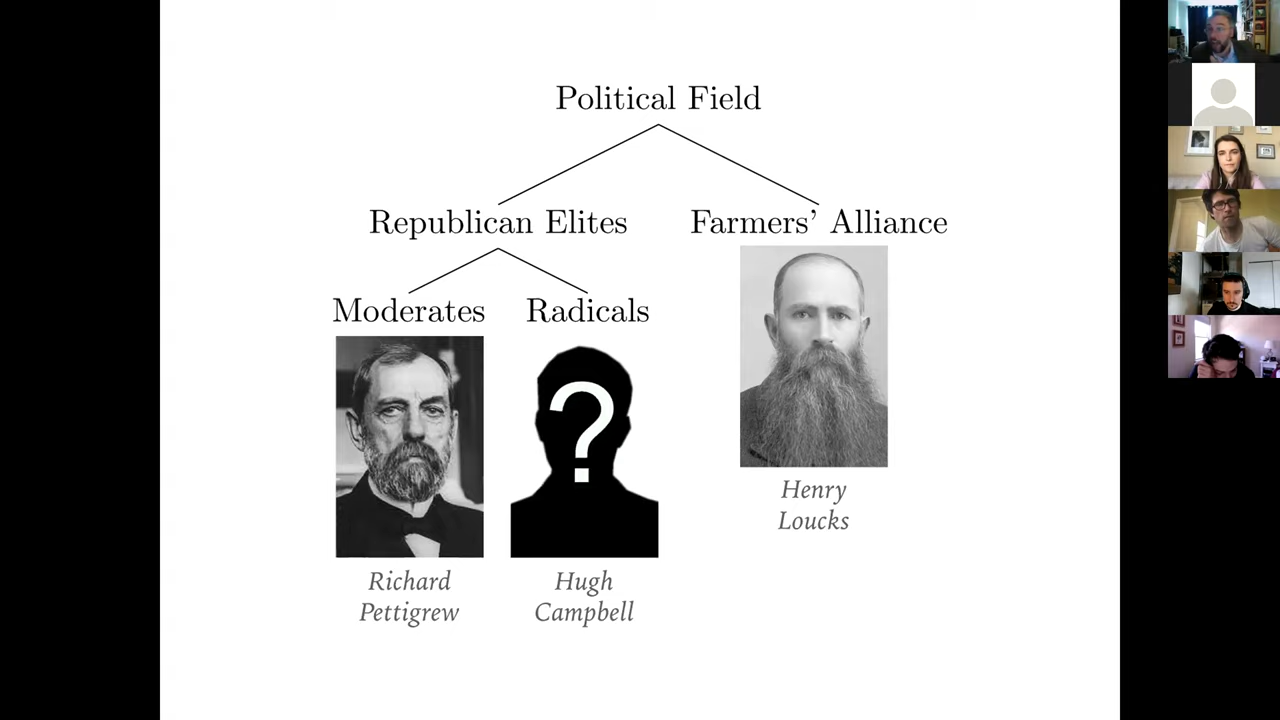 Political Field
Republican Elites
Farmers' Alliance
Moderates
Radicals
?
Henry
Loucks
Richard
Pettigrew
Hugh
Campbell